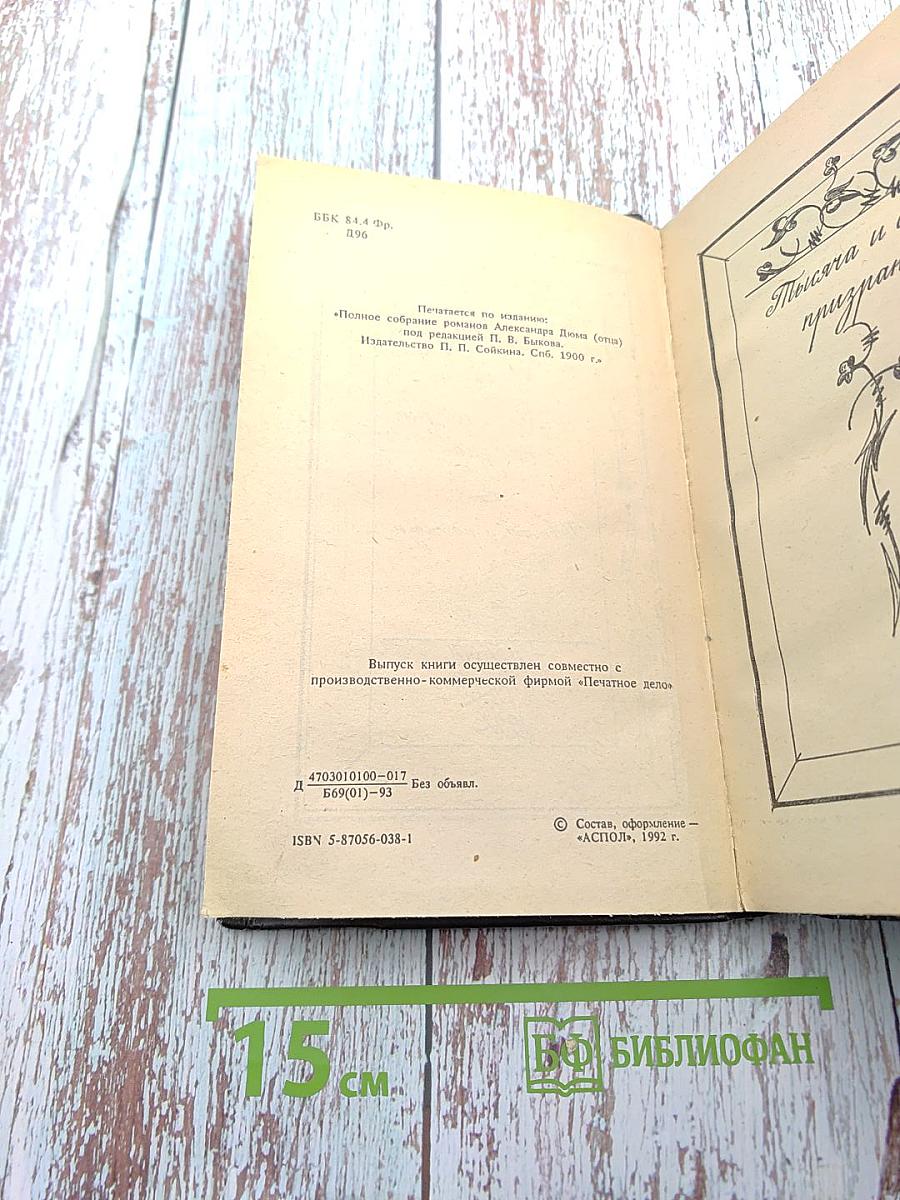 ББК 84.4 Фр.
Д96
Печатается по изданию:
«Полное собрание романов Александра Дюма (отца)
под редакцией П. В. Быкова.
Издательство П. П. Сойкина. Спб. 1900 г.»
Выпуск книги осуществлен совместно с
производственно-коммерческой фирмой «Печатное дело»
Д 4703010100—017 Без объявл.
Б69(01)—93
ISBN 5-87056-038-1
© Состав, оформление —
«АСПОЛ», 1992 г.
Тысяча и
15 см
БФ БИБЛИОФАН